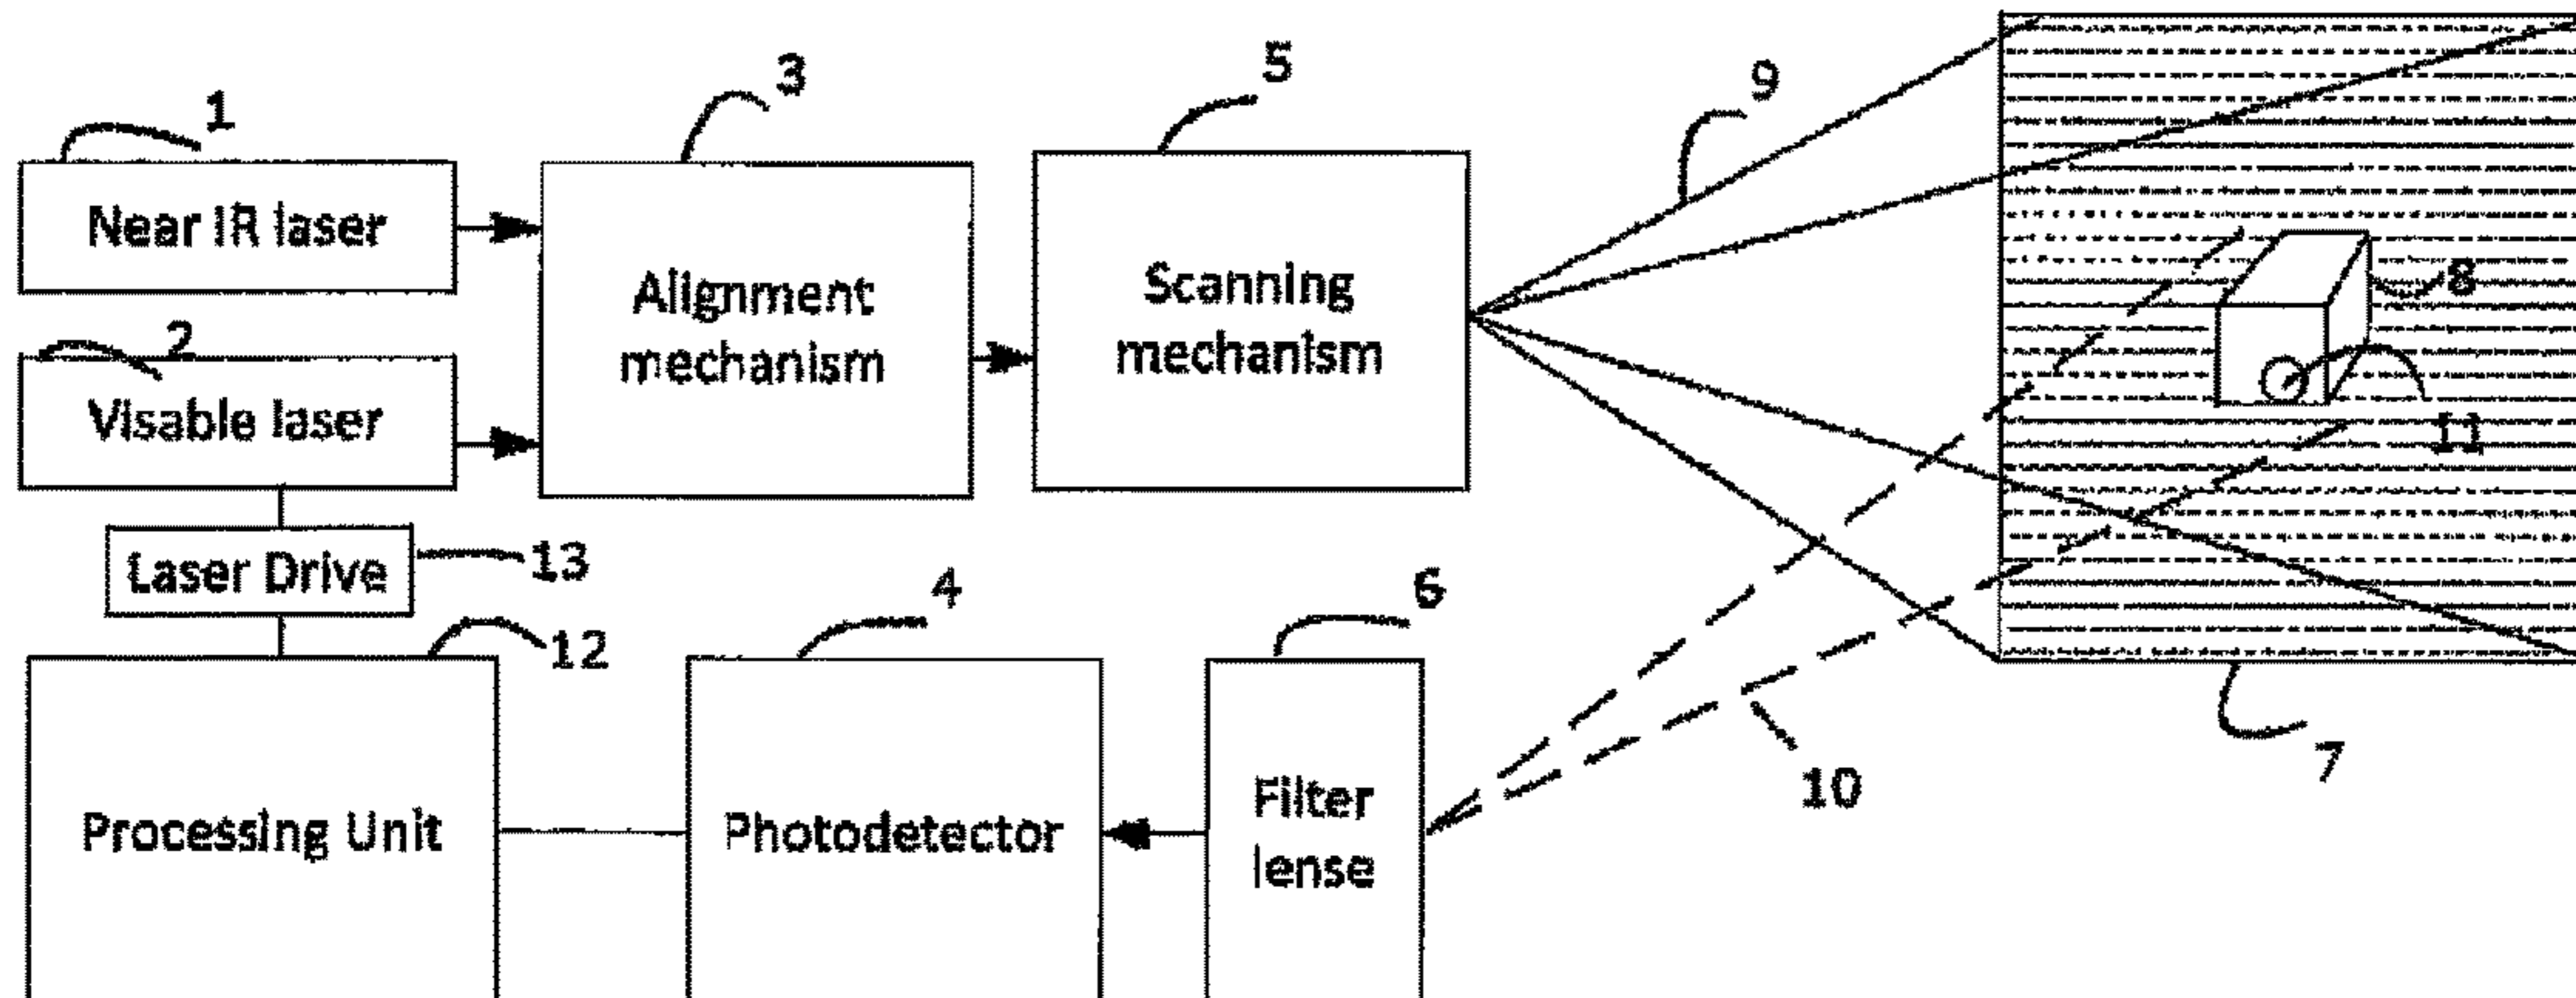 1
3
5
9
Near IR laser
Alignment
mechanism
Scanning
mechanism
8
2
Visable laser
11
Laser Drive
13
4
6
12
7
10
Processing Unit
Photodetector
Filter
lense